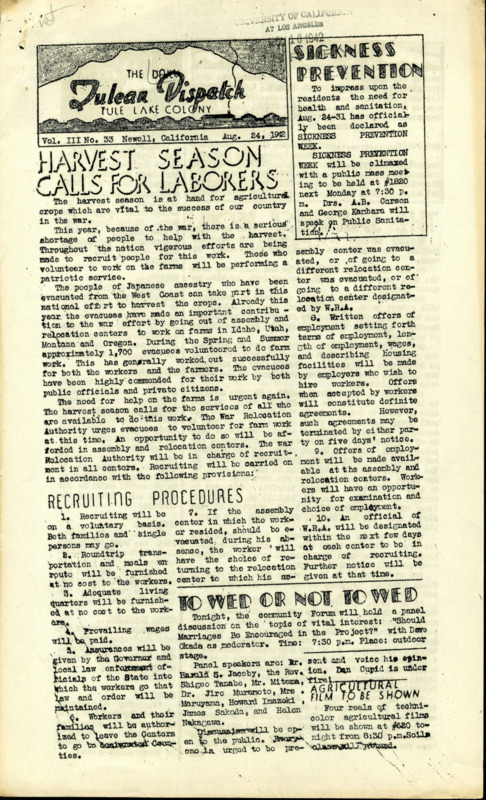 UNIVERSITY OF CALIFORNIA
AT LOS ANGELES
1942
THE DAILY
Tulean Dispatch
TULE LAKE COLONY
Vol. III No. 33 Newell, California Aug. 24, 1942
HARVEST SEASON
CALLS FOR LABORERS
The harvest season is at hand for agricultural
crops which are vital to the success of our country
in the war.
This year, because of the war, there is a serious
shortage of people to help with the harvest.
Throughout the nation vigorous efforts are being
made to recruit people for this work. Those who
volunteer to work on the farms will be performing a
patriotic service.
The people of Japanese ancestry who have been
evacuated from the West Coast can take part in this
national effort to harvest the crops. Already this
year the evacuees have made an important contribu-
tion to the war effort by going out of assembly and
relocation centers to work on farms in Idaho, Utah,
Montana and Oregon. During the Spring and Summer
approximately 1,700 evacuees volunteered to do farm
work. This has generally worked out successfully
for both the workers and the farmers. The evacuees
have been highly commended for their work by both
public officials and private citizens.
The need for help on the farms is urgent again.
The harvest season calls for the services of all who
are available to do this work. The War Relocation
Authority urges evacuees to volunteer for farm work
at this time. An opportunity to do so will be af-
forded in assembly and relocation centers. The war
Relocation Authority will be in charge of recruit-
ment in all centers. Recruiting will be carried on
in accordance with the following provisions:
RECRUITING PROCEDURES
1. Recruiting will be
on a voluntary basis.
Both families and single
persons may go.
2. Roundtrip trans-
portation and meals en
route will be furnished
at no cost to the workers.
3. Adequate living
quarters will be furnish-
ed at no cost to the work-
ers.
4. Prevailing wages
will be paid.
5. Assurances will be
given by the Governor and
local law enforcement of-
ficials of the State into
which the workers go that
law and order will be
maintained.
6. Workers and their
families will be author-
ized to leave the Centers
to go to designated Coun-
ties.
7. If the assembly
center in which the work-
er resided, should be e-
vacuated, during his ab-
sence, the worker will
have the choice of re-
turning to the relocation
center to which his as-
sembly center was evacu-
ated, or of going to a
different relocation cen-
ter was evacuated, or of
going to a different re-
location center designat-
ed by W.R.A.
8. Written offers of
employment setting forth
terms of employment, len-
gth of employment, wages,
and describing Housing
facilities will be made
by employers who wish to
hire workers. Offers
when accepted by workers
will constitute definite
agreements. However,
such agreements may be
terminated by either par-
ty on five days' notice.
9. Offers of employ-
ment will be made avail-
able at the assembly and
relocation centers. Work-
ers will have an opportu-
nity for examination and
choice of employment.
10. An official of
W.R.A. will be designated
within the next few days
at each center to be in
charge of recruiting.
Further notice will be
given at that time.
SICKNESS
PREVENTION
To impress upon the
residents the need for
health and sanitation,
Aug. 24-31 has official-
ly been declared as
SICKNESS PREVENTION
WEEK.
SICKNESS PREVENTION
WEEK will be climaxed
with a public mass meet-
ing to be held at #1820
next Monday at 7:30 p.
m. Drs. A.B. Carson
and George Kambara will
speak on Public Sanita-
tion.
TO WED OR NOT TO WED
Tonight, the community Forum will hold a panel
discussion on the topic of vital interest: "Should
Marriages Be Encouraged in the Project?" with Dave
Okada as moderator. Time: 7:30 p.m. Place: outdoor
stage.
Panel speakers are: Mr.
Harold S. Jacoby, the Rev.
Shigeo Tanabe, Mr. Mitoma,
Dr. Jiro Muramoto, Mrs
Maruyama, Howard Imazeki,
James Sakoda, and Helen
Nakagawa.
Discussion will be op-
en to the public. Every-
one is urged to be pre-
sent and voice his opin-
ion. Dan Cupid is under
fire!
AGRICULTURAL
FILM TO BE SHOWN
Four reels of techni-
color agricultural films
will be shown at #620 to-
night from 8:30 p.m. Soils
class will attend.